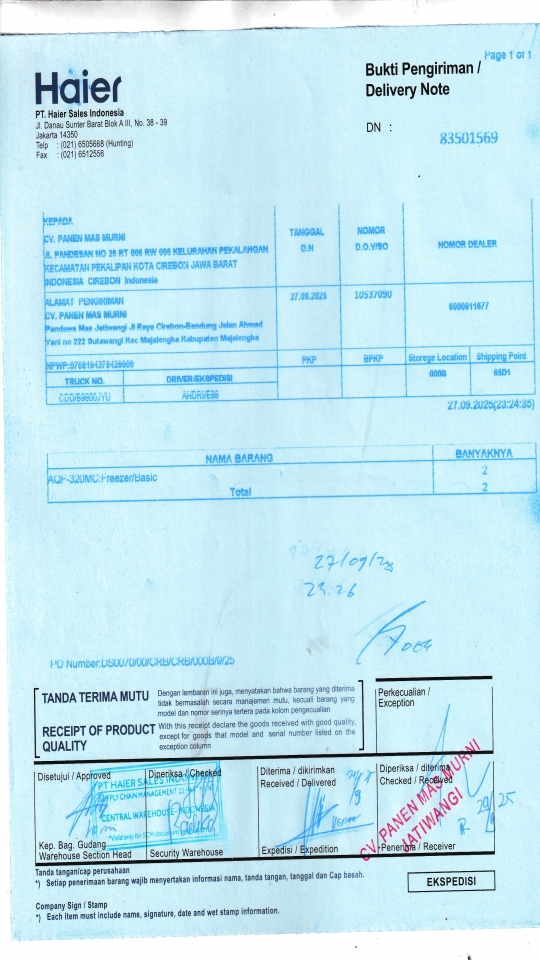 Page 1 of 1
Haier
Bukti Pengiriman /
Delivery Note
PT. Haier Sales Indonesia
Jl. Danau Sunter Barat Blok A III, No. 38 - 39
Jakarta 14350
Telp : (021) 6505668 (Hunting)
Fax : (021) 6512556
DN :
83501569
KEPADA
CV. PANEN MAS MURNI
JL PANDESAN NO 26 RT 006 RW 006 KELURAHAN PEKALANGAN
KECAMATAN PEKALIPAN KOTA CIREBON JAWA BARAT
INDONESIA CIREBON Indonesia
TANGGAL
D.N
NOMOR
D.O.Y/SO
NOMOR DEALER
ALAMAT PENGIRIMAN
CV. PANEN MAS MURNI
Pandawa Mas Jatiwangi Jl Raya Cirebon-Bandung Jalan Ahmad
Yani no 222 Sutawangi Kec Majalengka Kabupaten Majalengka
27.09.2025
10537090
NPWP:
PKP
BPKP
Storege Location
Shipping Point
TRUCK NO.
DRIVER/EKSPEDISI
000B
65D1
27.09.2025(23:24:35)
NAMA BARANG
BANYAKNYA
AQF-320MC:Freezer/Basic
2
Total
2
27/09/25
23:26
PO Number:DS0070/00/CRB/CRB/000B/9/25
TANDA TERIMA MUTU
Dengan lembaran ini juga, menyatakan bahwa barang yang diterima
tidak bermasalah secara manajemen mutu, kecuali barang yang
model dan nomor serinya tertera pada kolom pengecualian
RECEIPT OF PRODUCT
QUALITY
With this receipt declare the goods received with good quality,
except for goods that model and serial number listed on the
exception column
Perkecualian /
Exception
Disetujui / Approved
Diperiksa / Checked
Diterima / dikirimkan
Received / Delivered
Diperiksa / diterima
Checked / Received
PT HAIER SALES INDONESIA
SUPPLY CHAIN MANAGEMENT
CENTRAL WAREHOUSE-INDONESIA
*Valid only for SCM document
CV. PANEN MAS MURNI
JATIWANGI
Kep. Bag. Gudang
Warehouse Section Head
Security Warehouse
Expedisi / Expedition
Penerima / Receiver
Tanda tangan/cap perusahaan
*) Setiap penerimaan barang wajib menyertakan informasi nama, tanda tangan, tanggal dan Cap basah.
EKSPEDISI
Company Sign / Stamp
*) Each item must include name, signature, date and wet stamp information.